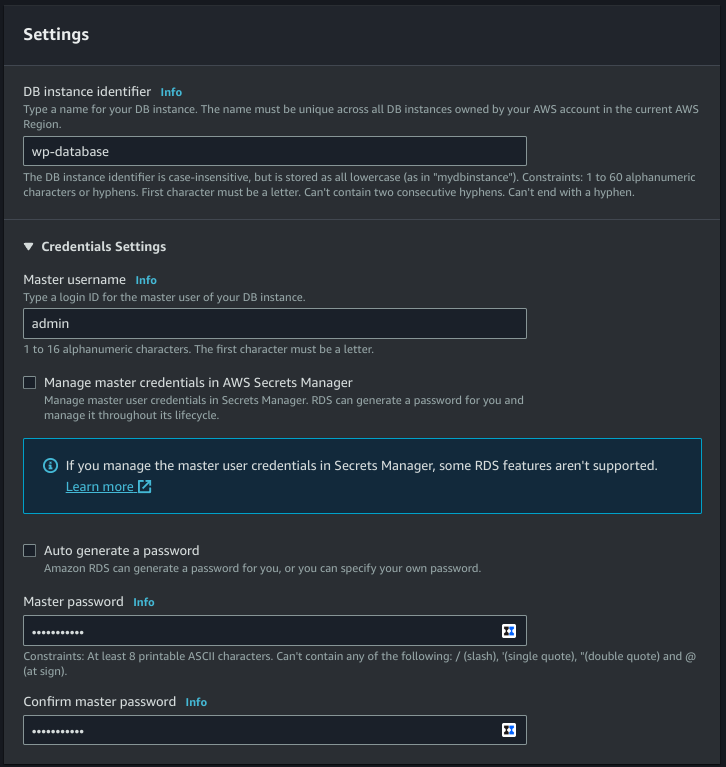 Settings
DB instance identifier Info
Type a name for your DB instance. The name must be unique across all DB instances owned by your AWS account in the current AWS
Region.
wp-database
The DB instance identifier is case-insensitive, but is stored as all lowercase (as in "mydbinstance"). Constraints: 1 to 60 alphanumeric
characters or hyphens. First character must be a letter. Can't contain two consecutive hyphens. Can't end with a hyphen.
Credentials Settings
Master username Info
Type a login ID for the master user of your DB instance.
admin
1 to 16 alphanumeric characters. The first character must be a letter.
Manage master credentials in AWS Secrets Manager
Manage master user credentials in Secrets Manager. RDS can generate a password for you and
manage it throughout its lifecycle.
If you manage the master user credentials in Secrets Manager, some RDS features aren't supported.
Learn more
Auto generate a password
Amazon RDS can generate a password for you, or you can specify your own password.
Master password Info
•••••••••••
Constraints: At least 8 printable ASCII characters. Can't contain any of the following: / (slash), '(single quote), "(double quote) and @
(at sign).
Confirm master password Info
•••••••••••